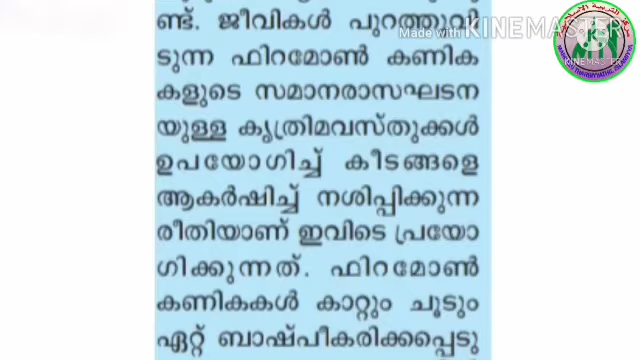 ണ്ട്. ജീവികൾ പുറത്തുവി
ടുന്ന ഫിറമോൺ കണിക
കളുടെ സമാനരാസഘടന
യുള്ള കൃത്രിമവസ്തുക്കൾ
ഉപയോഗിച്ച് കീടങ്ങളെ
ആകർഷിച്ച് നശിപ്പിക്കുന്ന
രീതിയാണ് ഇവിടെ പ്രയോ
ഗിക്കുന്നത്. ഫിറമോൺ
കണികകൾ കാറ്റും ചൂടും
ഏറ്റ് ബാഷ്പീകരിക്കപ്പെടു
Made with KINEMASTER
KINEMASTER